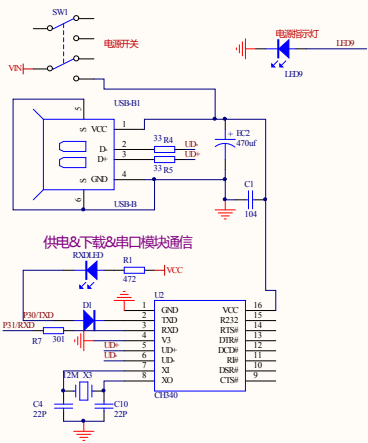 SW1
电源开关
VIN
电源指示灯
LED9
LED9
USB-B1
5
S
VCC
1
D-
2
33
R4
UD-
D+
3
33
R5
UD+
S
GND
4
6
USB-B
+
EC2
470uf
C1
104
供电&下载&串口模块通信
RXDLED
R1
472
VCC
D1
P30/TXD
P31/RXD
R7
301
UD+
UD-
12M
X3
C4
22P
C10
22P
U2
1 GND VCC 16
2 TXD R232 15
3 RXD RTS# 14
4 V3 DTR# 13
5 UD+ DCD# 12
6 UD- RI# 11
7 XI DSR# 10
8 XO CTS# 9
CH340